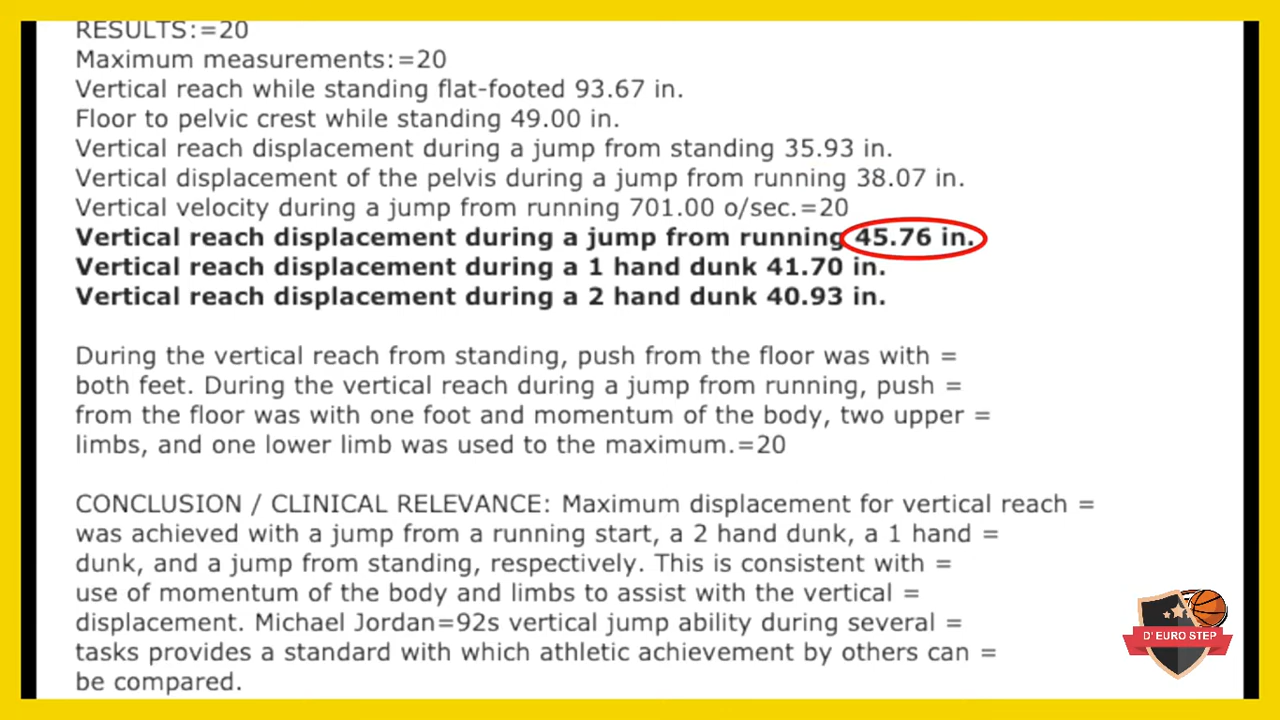 RESULTS:=20
Maximum measurements:=20
Vertical reach while standing flat-footed 93.67 in.
Floor to pelvic crest while standing 49.00 in.
Vertical reach displacement during a jump from standing 35.93 in.
Vertical displacement of the pelvis during a jump from running 38.07 in.
Vertical velocity during a jump from running 701.00 o/sec.=20
Vertical reach displacement during a jump from running 45.76 in.
Vertical reach displacement during a 1 hand dunk 41.70 in.
Vertical reach displacement during a 2 hand dunk 40.93 in.
During the vertical reach from standing, push from the floor was with =
both feet. During the vertical reach during a jump from running, push =
from the floor was with one foot and momentum of the body, two upper =
limbs, and one lower limb was used to the maximum.=20
CONCLUSION / CLINICAL RELEVANCE: Maximum displacement for vertical reach =
was achieved with a jump from a running start, a 2 hand dunk, a 1 hand =
dunk, and a jump from standing, respectively. This is consistent with =
use of momentum of the body and limbs to assist with the vertical =
displacement. Michael Jordan=92s vertical jump ability during several =
tasks provides a standard with which athletic achievement by others can =
be compared.
D' EURO STEP